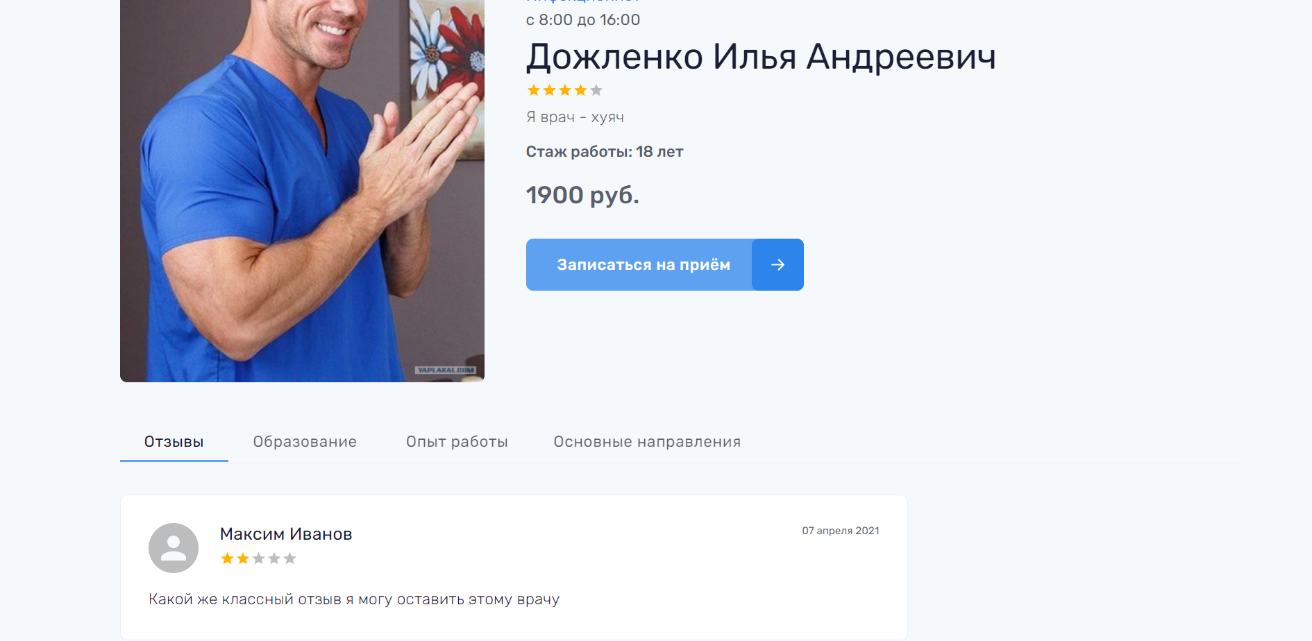 Инфекционист
с 8:00 до 16:00
Дожленко Илья Андреевич
Я врач - хуяч
Стаж работы: 18 лет
1900 руб.
Записаться на приём
YAPLAKAL.COM
Отзывы Образование Опыт работы Основные направления
Максим Иванов
07 апреля 2021
Какой же классный отзыв я могу оставить этому врачу